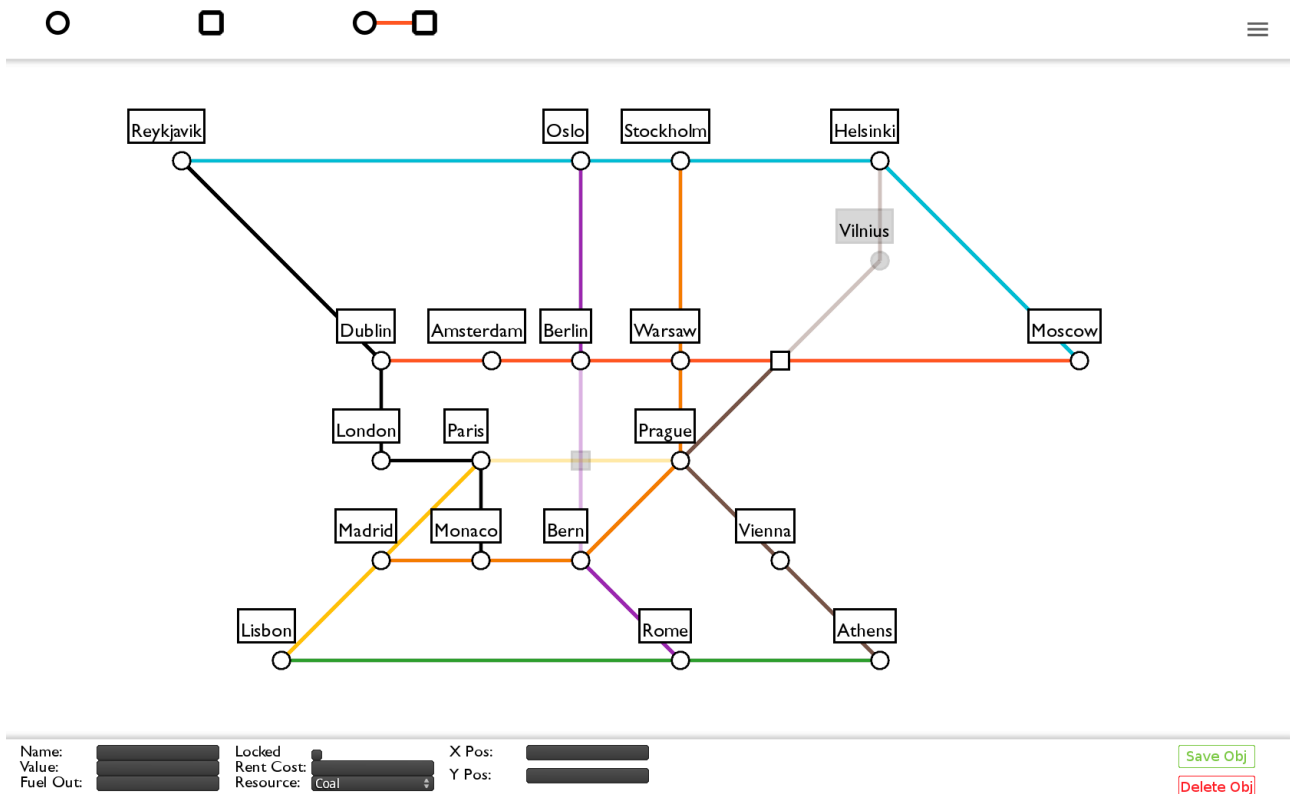 Reykjavik
Oslo
Stockholm
Helsinki
Vilnius
Dublin
Amsterdam
Berlin
Warsaw
Moscow
London
Paris
Prague
Madrid
Monaco
Bern
Vienna
Lisbon
Rome
Athens
Name:
Value:
Fuel Out:
Locked
Rent Cost:
Resource: Coal
X Pos:
Y Pos:
Save Obj
Delete Obj